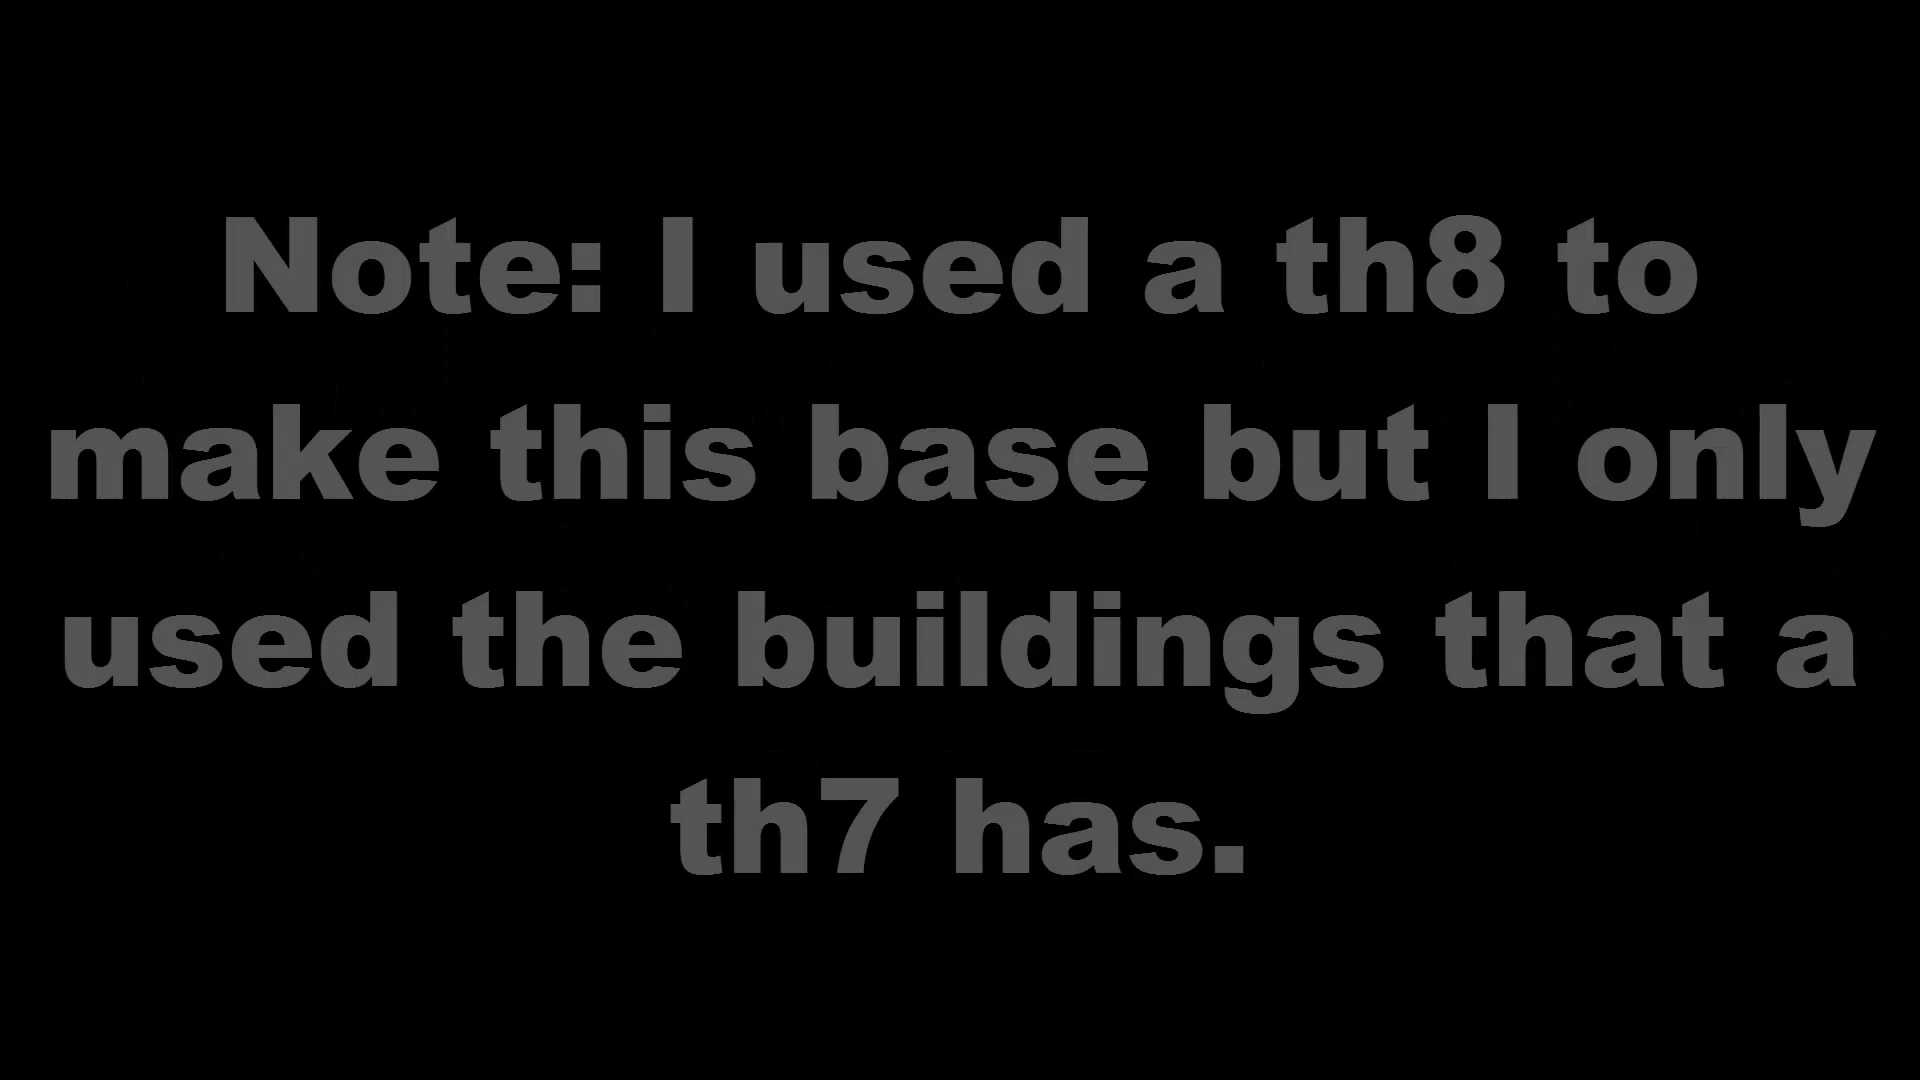 Note: I used a th8 to
make this base but I only
used the buildings that a
th7 has.